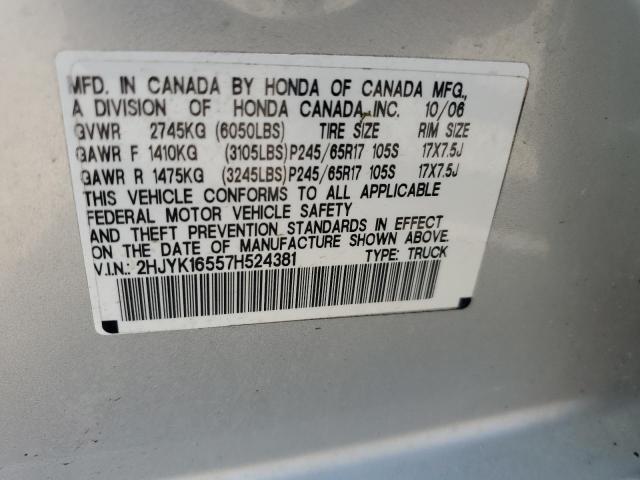 MFD. IN CANADA BY HONDA OF CANADA MFG.,
A DIVISION OF HONDA CANADA INC. 10/06
GVWR 2745KG (6050LBS) TIRE SIZE RIM SIZE
GAWR F 1410KG (3105LBS) P245/65R17 105S 17X7.5J
GAWR R 1475KG (3245LBS) P245/65R17 105S 17X7.5J
THIS VEHICLE CONFORMS TO ALL APPLICABLE
FEDERAL MOTOR VEHICLE SAFETY
AND THEFT PREVENTION STANDARDS IN EFFECT
ON THE DATE OF MANUFACTURE SHOWN ABOVE.
V.I.N.: 2HJYK16557H524381 TYPE: TRUCK